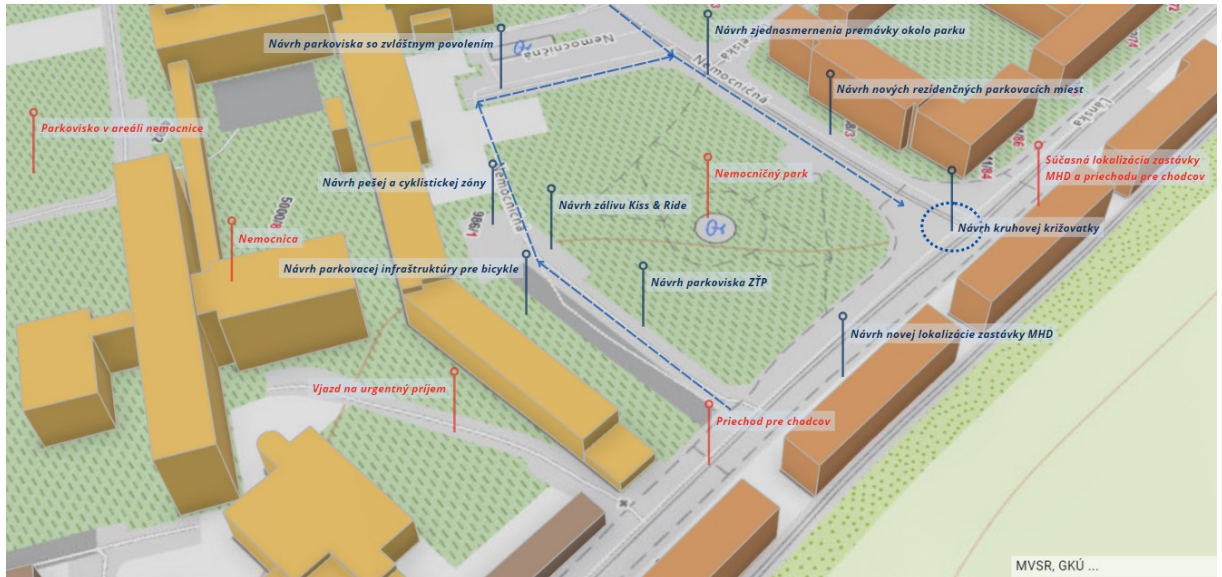 Návrh parkoviska so zvláštnym povolením
Nemocničná
Návrh zjednosmernenia premávky okolo parku
Nemocničná
Návrh nových rezidenčných parkovacích miest
Parkovisko v areáli nemocnice
Súčasná lokalizácia zastávky
MHD a priechodu pre chodcov
Nemocničný park
Návrh pešej a cyklistickej zóny
Nemocničná
Návrh zálivu Kiss & Ride
986/1
Nemocnica
Návrh kruhovej križovatky
Návrh parkovacej infraštruktúry pre bicykle
Návrh parkoviska ZŤP
Návrh novej lokalizácie zastávky MHD
Vjazd na urgentný príjem
Priechod pre chodcov
MVSR, GKÚ ...